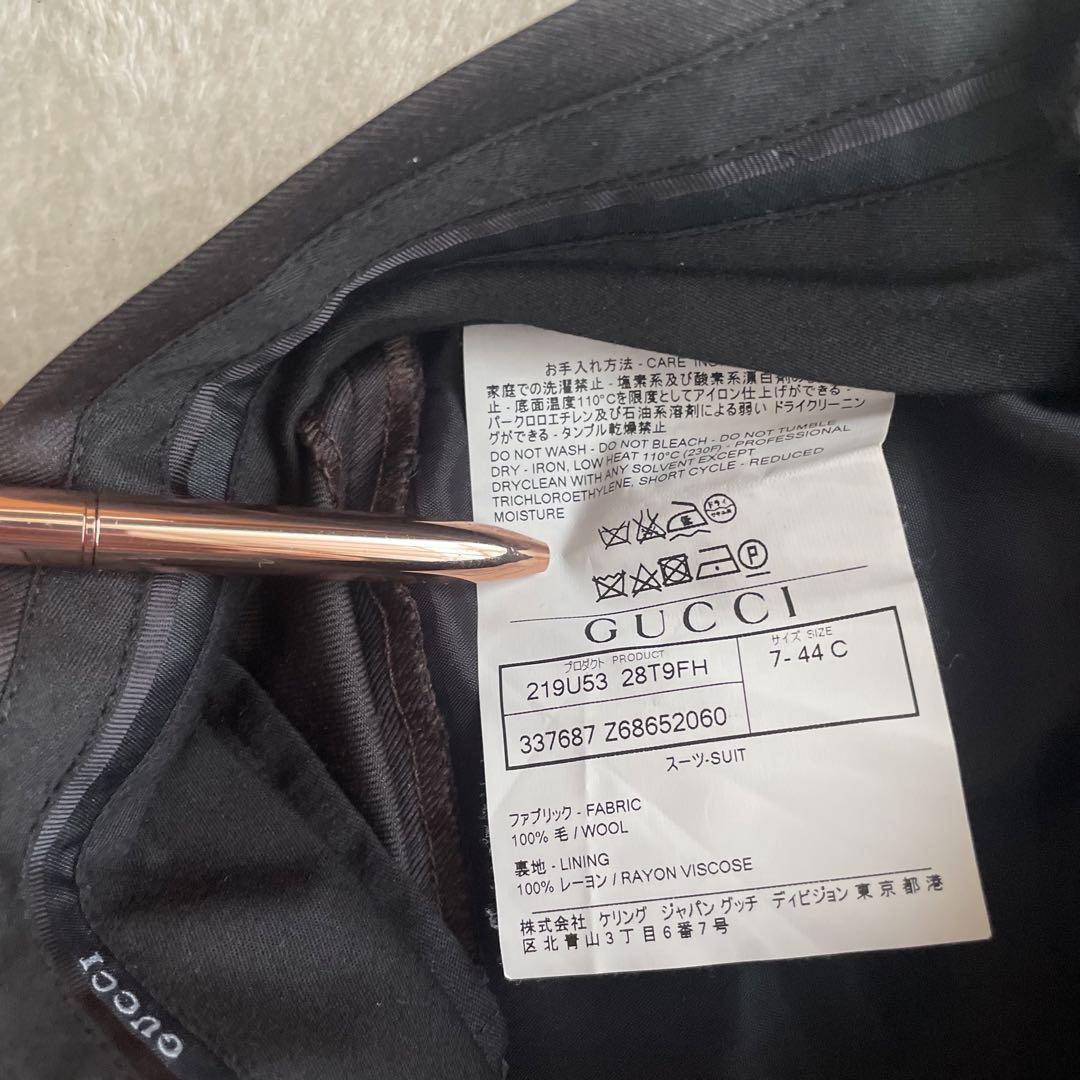 お手入れ方法 - CARE
家庭での洗濯禁止 - 塩素系及び酸素系漂白剤の
止 - 底面温度110°Cを限度としてアイロン仕上げができる -
パークロロエチレン及び石油系溶剤による弱い ドライクリーニン
グができる - タンブル乾燥禁止
DO NOT WASH - DO NOT BLEACH - DO NOT TUMBLE
DRY - IRON, LOW HEAT 110°C (230F) - PROFESSIONAL
DRYCLEAN WITH ANY SOLVENT EXCEPT
TRICHLOROETHYLENE, SHORT CYCLE - REDUCED
MOISTURE
ドライ
P
GUCCI
プロダクト PRODUCT
219U53 28T9FH
サイズ SIZE
7- 44 C
337687 Z68652060
スーツ-SUIT
ファブリック - FABRIC
100% 毛 / WOOL
裏地 - LINING
100% レーヨン / RAYON VISCOSE
株式会社 ケリング ジャパン グッチ ディビジョン 東京都港
区北青山3丁目6番7号
GUCCI